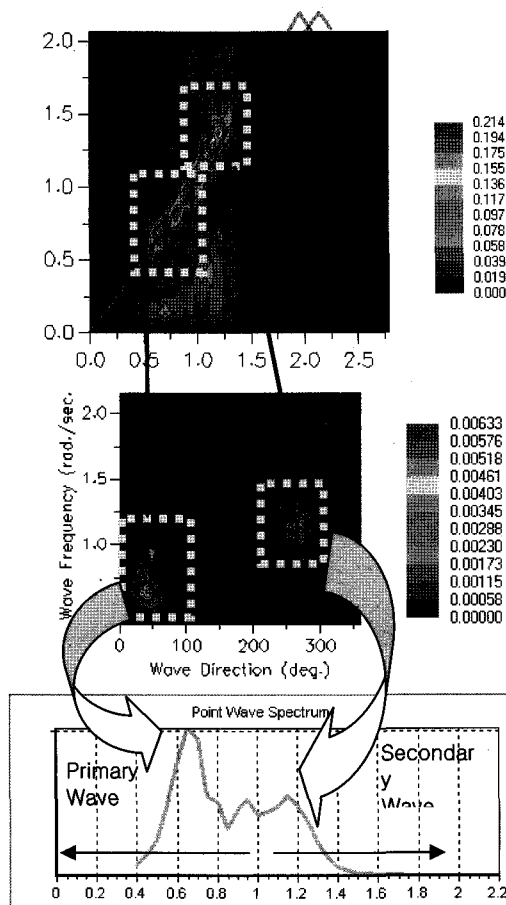 2.0
1.5
1.0
0.5
0.0
0.0 0.5 1.0 1.5 2.0 2.5
0.214
0.194
0.175
0.155
0.136
0.117
0.097
0.078
0.058
0.039
0.019
0.000
Wave Frequency (rad./sec.
2.0
1.5
1.0
0 100 200 300
Wave Direction (deg.)
0.00633
0.00576
0.00518
0.00461
0.00403
0.00345
0.00288
0.00230
0.00173
0.00115
0.00058
0.00000
Point Wave Spectrum
Primary
Wave
Secondar
y
Wave
0 0.2 0.4 0.6 0.8 1 1.2 1.4 1.6 1.8 2 2.2